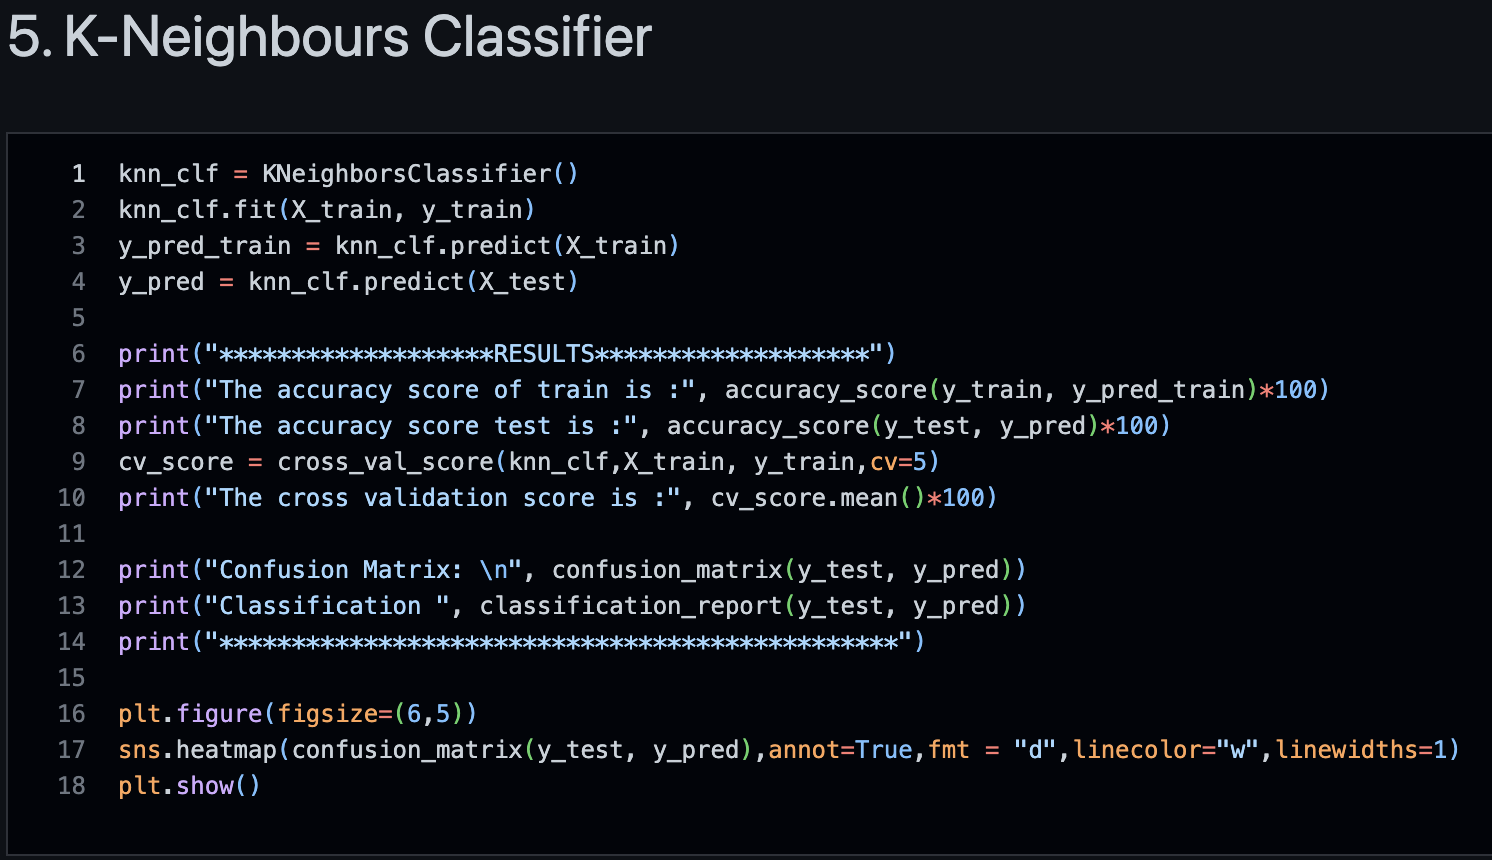 5. K-Neighbours Classifier
1 knn_clf = KNeighborsClassifier()
2 knn_clf.fit(X_train, y_train)
3 y_pred_train = knn_clf.predict(X_train)
4 y_pred = knn_clf.predict(X_test)
5
6 print("*******************RESULTS*******************")
7 print("The accuracy score of train is :", accuracy_score(y_train, y_pred_train)*100)
8 print("The accuracy score test is :", accuracy_score(y_test, y_pred)*100)
9 cv_score = cross_val_score(knn_clf,X_train, y_train,cv=5)
10 print("The cross validation score is :", cv_score.mean()*100)
11
12 print("Confusion Matrix: \n", confusion_matrix(y_test, y_pred))
13 print("Classification ", classification_report(y_test, y_pred))
14 print("***********************************************")
15
16 plt.figure(figsize=(6,5))
17 sns.heatmap(confusion_matrix(y_test, y_pred),annot=True,fmt = "d",linecolor="w",linewidths=1)
18 plt.show()